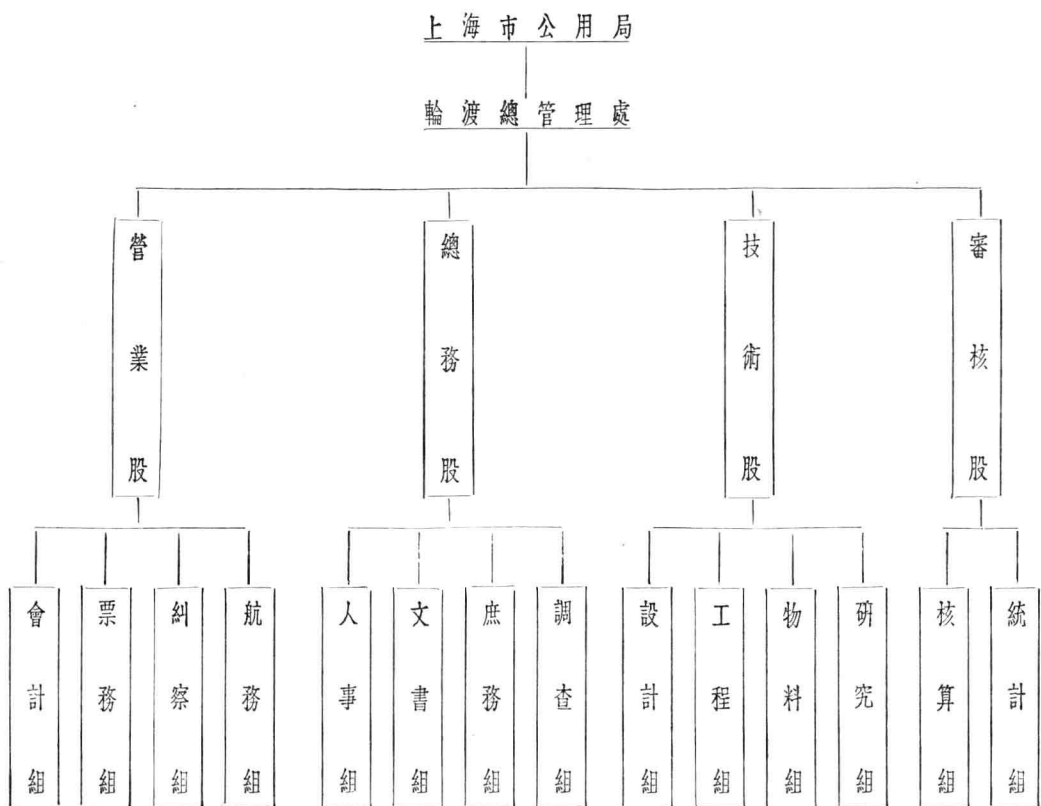 上海市公用局
輪渡總管理處
營業股
總務股
技術股
審核股
會計組
票務組
糾察組
航務組
人事組
文書組
庶務組
調查組
設計組
工程組
物料組
研究組
核算組
統計組